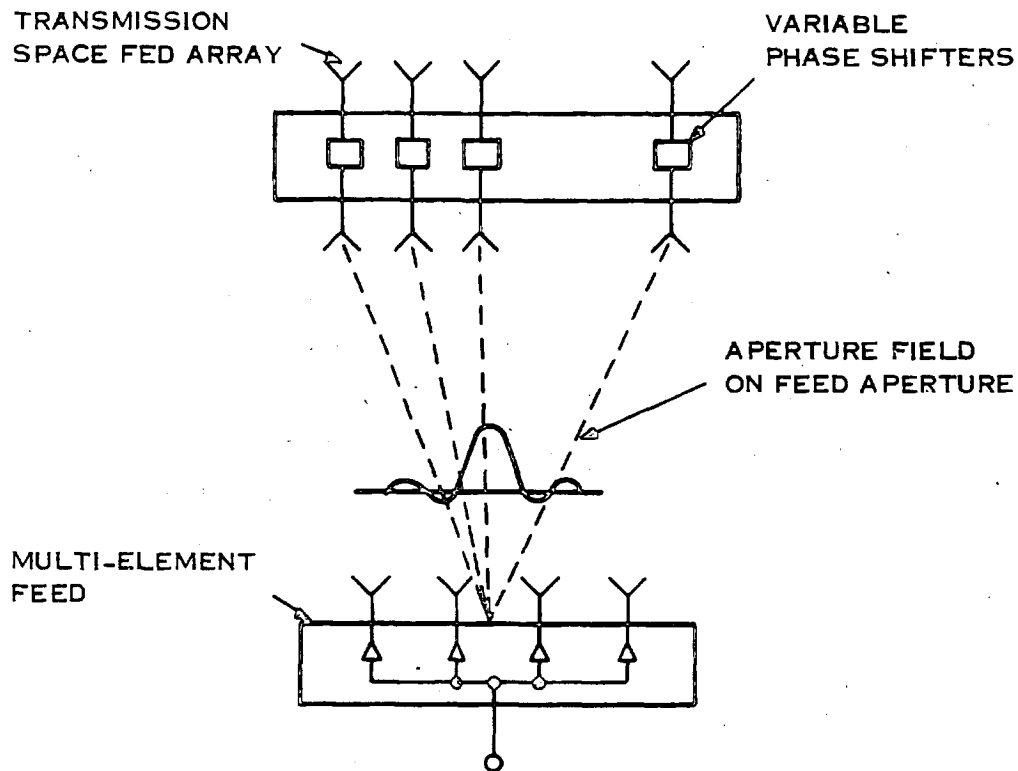 TRANSMISSION
SPACE FED ARRAY
VARIABLE
PHASE SHIFTERS
APERTURE FIELD
ON FEED APERTURE
MULTI-ELEMENT
FEED